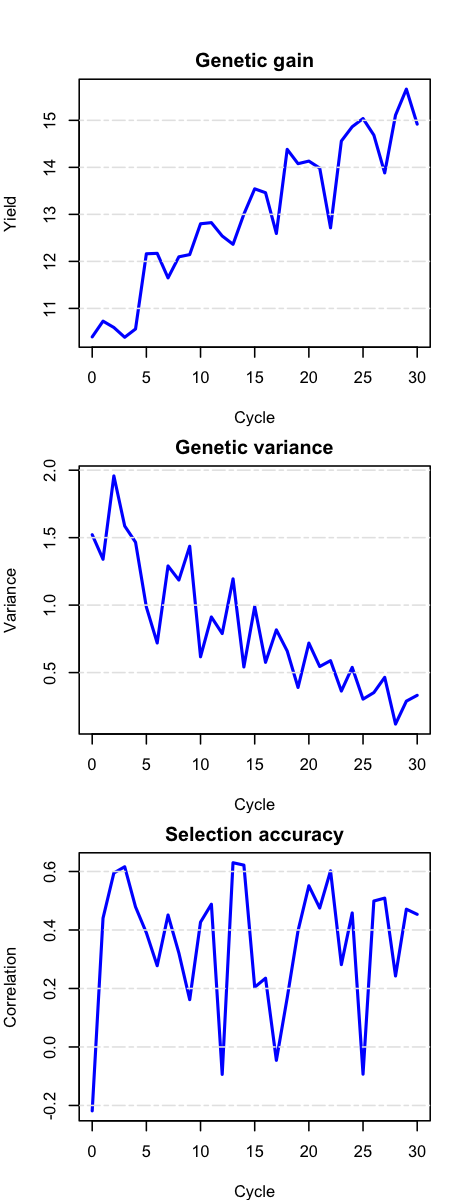 Genetic gain
15
14
13
12
11
Yield
0 5 10 15 20 25 30
Cycle
Genetic variance
2.0
1.5
1.0
0.5
Variance
0 5 10 15 20 25 30
Cycle
Selection accuracy
0.6
0.4
0.2
0.0
-0.2
Correlation
0 5 10 15 20 25 30
Cycle